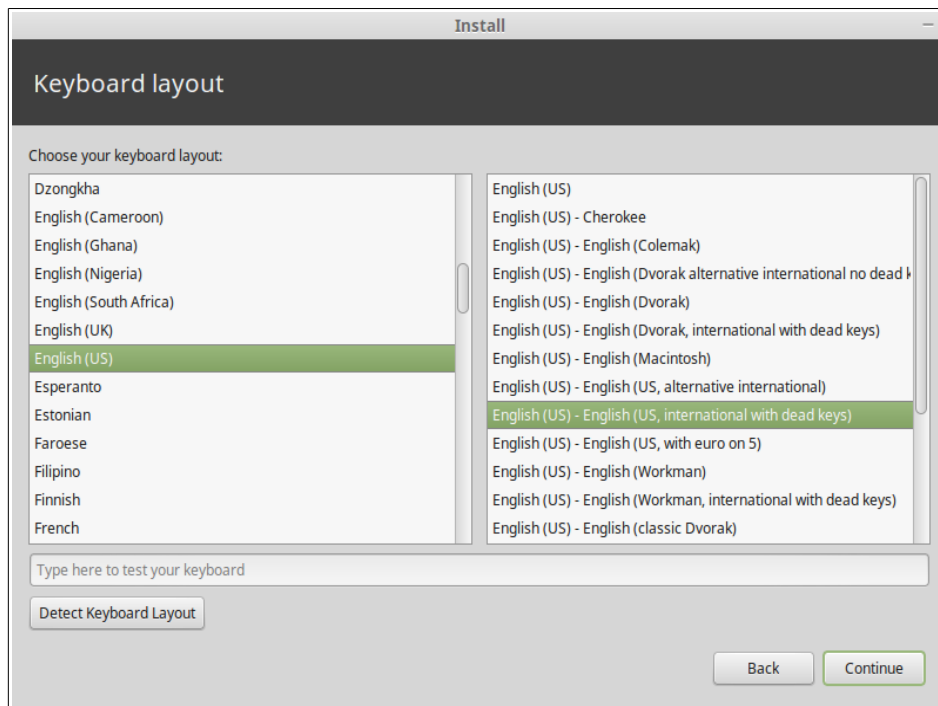 Install
Keyboard layout
Choose your keyboard layout:
Dzongkha
English (Cameroon)
English (Ghana)
English (Nigeria)
English (South Africa)
English (UK)
English (US)
Esperanto
Estonian
Faroese
Filipino
Finnish
French
English (US)
English (US) - Cherokee
English (US) - English (Colemak)
English (US) - English (Dvorak alternative international no dead k
English (US) - English (Dvorak)
English (US) - English (Dvorak, international with dead keys)
English (US) - English (Macintosh)
English (US) - English (US, alternative international)
English (US) - English (US, international with dead keys)
English (US) - English (US, with euro on 5)
English (US) - English (Workman)
English (US) - English (Workman, international with dead keys)
English (US) - English (classic Dvorak)
Type here to test your keyboard
Detect Keyboard Layout
Back
Continue